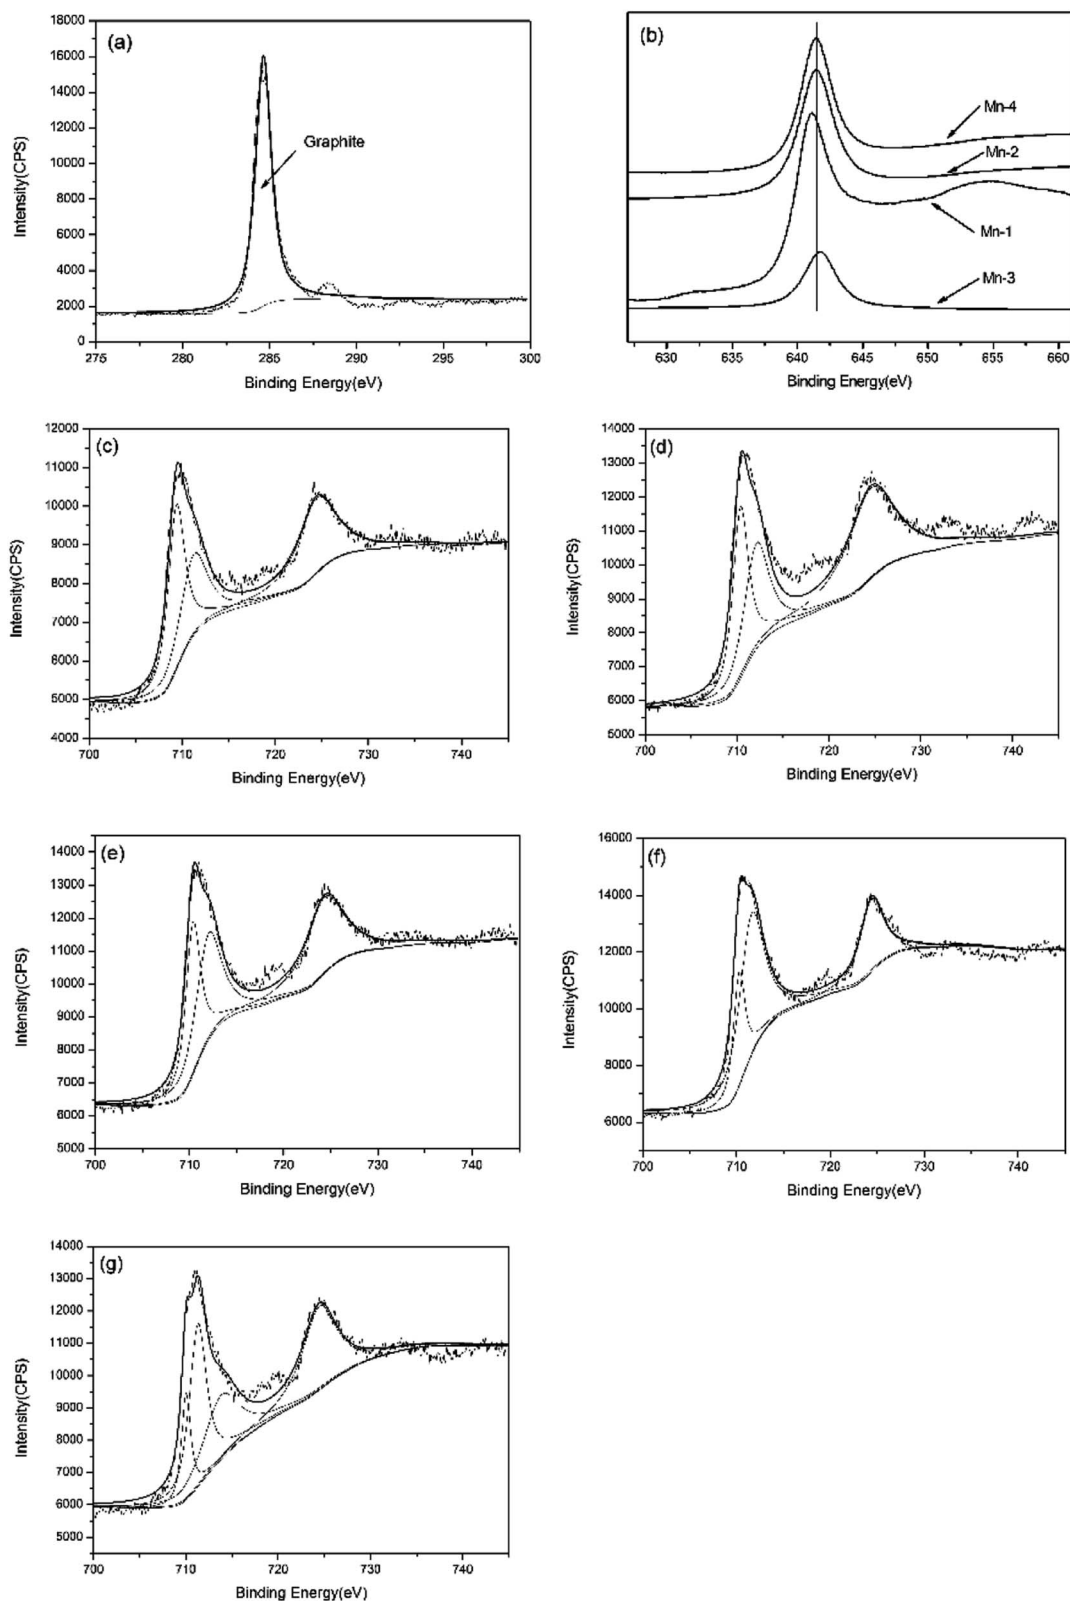 (a)
18000
16000
14000
12000
10000
8000
6000
4000
2000
0
Intensity(CPS)
Graphite
275 280 285 290 295 300
Binding Energy(eV)
(b)
Intensity(CPS)
Mn-4
Mn-2
Mn-1
Mn-3
630 635 640 645 650 655 660
Binding Energy(eV)
(c)
12000
11000
10000
9000
8000
7000
6000
5000
4000
Intensity(CPS)
700 710 720 730 740
Binding Energy(eV)
(d)
14000
13000
12000
11000
10000
9000
8000
7000
6000
5000
Intensity(CPS)
700 710 720 730 740
Binding Energy(eV)
(e)
14000
13000
12000
11000
10000
9000
8000
7000
6000
5000
Intensity(CPS)
700 710 720 730 740
Binding Energy(eV)
(f)
16000
14000
12000
10000
8000
6000
Intensity(CPS)
700 710 720 730 740
Binding Energy(eV)
(g)
14000
13000
12000
11000
10000
9000
8000
7000
6000
5000
Intensity(CPS)
700 710 720 730 740
Binding Energy(eV)